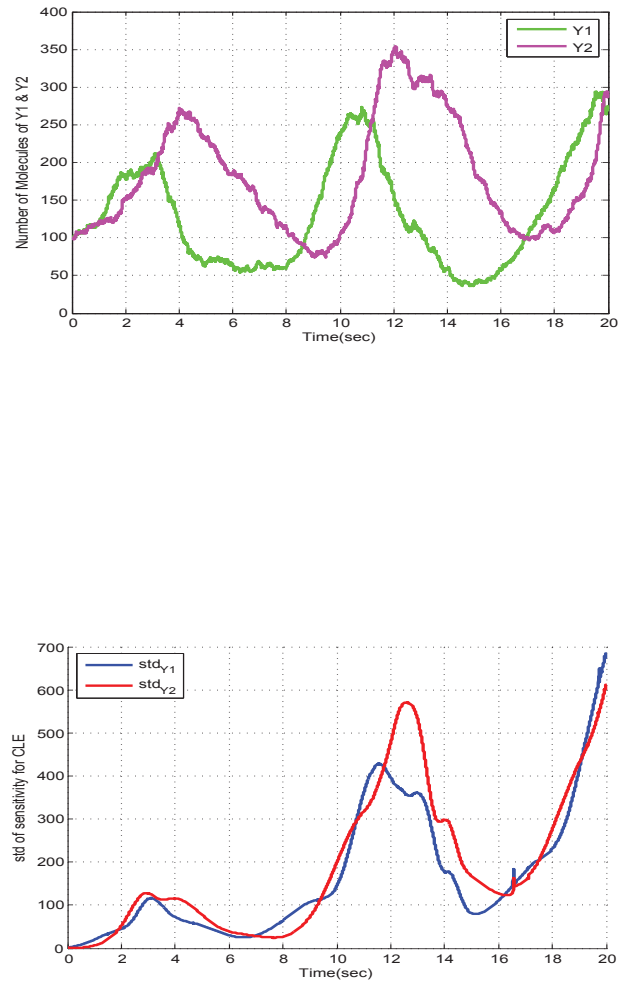 400
350
300
250
200
150
100
50
0
Number of Molecules of Y1 & Y2
Y1
Y2
0 2 4 6 8 10 12 14 16 18 20
Time(sec)
700
600
500
400
300
200
100
0
std of sensitivity for CLE
std_Y1
std_Y2
0 2 4 6 8 10 12 14 16 18 20
Time(sec)